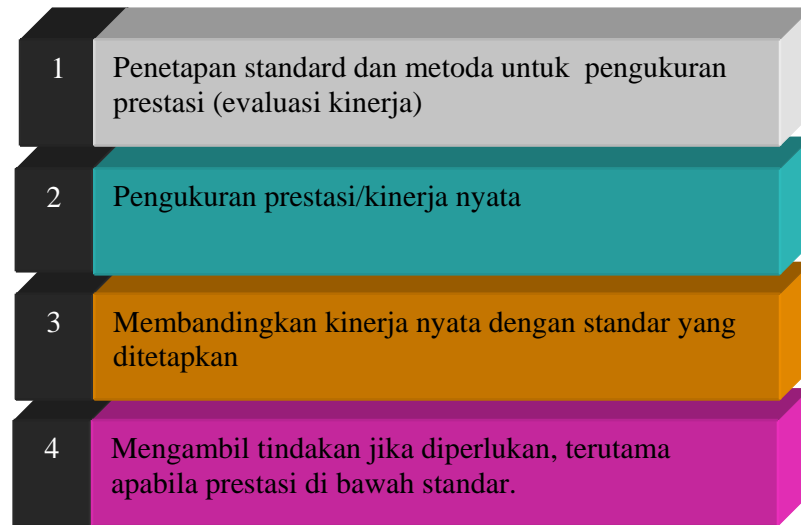 1 Penetapan standard dan metoda untuk pengukuran
prestasi (evaluasi kinerja)
2 Pengukuran prestasi/kinerja nyata
3 Membandingkan kinerja nyata dengan standar yang
ditetapkan
4 Mengambil tindakan jika diperlukan, terutama
apabila prestasi di bawah standar.